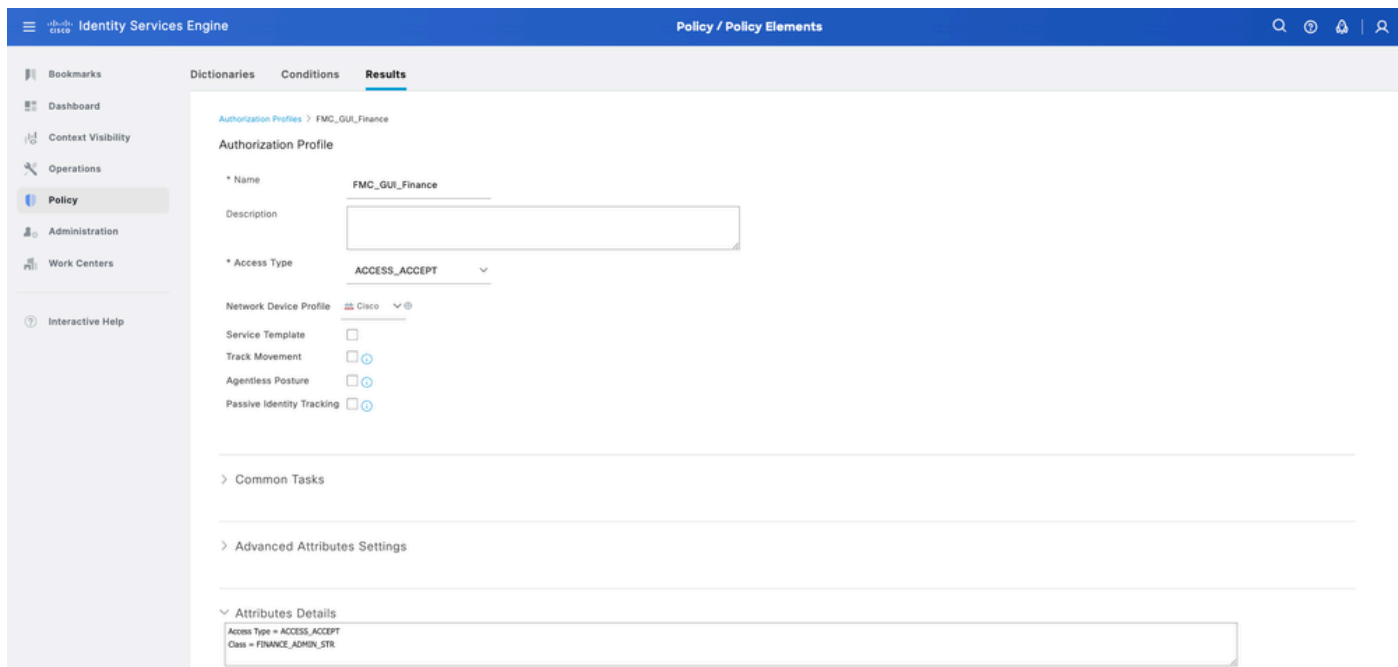 cisco Identity Services Engine
Policy / Policy Elements
Bookmarks
Dashboard
Context Visibility
Operations
Policy
Administration
Work Centers
Interactive Help
Dictionaries Conditions Results
Authorization Profiles > FMC_GUI_Finance
Authorization Profile
* Name FMC_GUI_Finance
Description
* Access Type ACCESS_ACCEPT
Network Device Profile Cisco
Service Template
Track Movement
Agentless Posture
Passive Identity Tracking
Common Tasks
Advanced Attributes Settings
Attributes Details
Access Type = ACCESS_ACCEPT
Class = FINANCE_ADMIN_STR